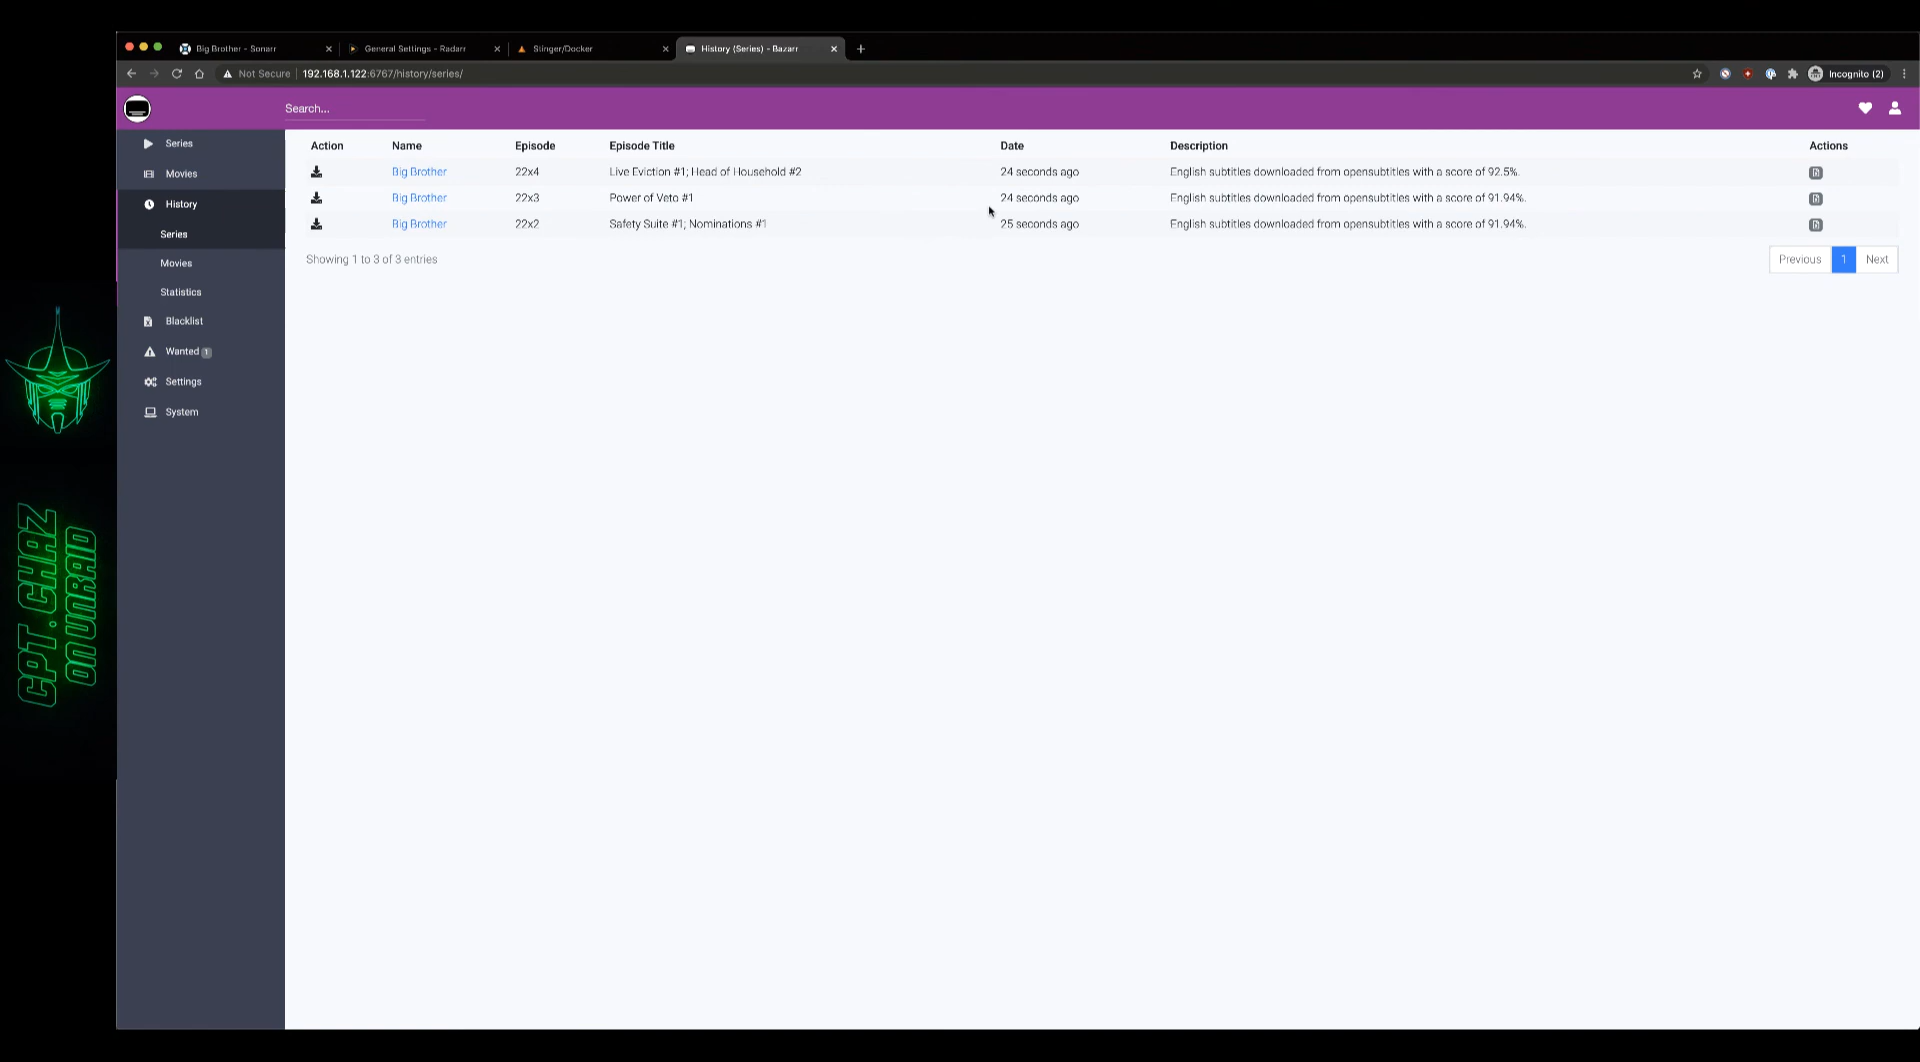 Big Brother - Sonarr
General Settings - Radarr
Stinger/Docker
History (Series) - Bazarr
Not Secure
192.168.1.122:6767/history/series/
Incognito (2)
Search...
Series
Movies
History
Series
Movies
Statistics
Blacklist
Wanted 1
Settings
System
Action Name Episode Episode Title Date Description Actions
Big Brother 22x4 Live Eviction #1; Head of Household #2 24 seconds ago English subtitles downloaded from opensubtitles with a score of 92.5%.
Big Brother 22x3 Power of Veto #1 24 seconds ago English subtitles downloaded from opensubtitles with a score of 91.94%.
Big Brother 22x2 Safety Suite #1; Nominations #1 25 seconds ago English subtitles downloaded from opensubtitles with a score of 91.94%.
Showing 1 to 3 of 3 entries
Previous 1 Next
CPT. CHAZ
ON UNRAID